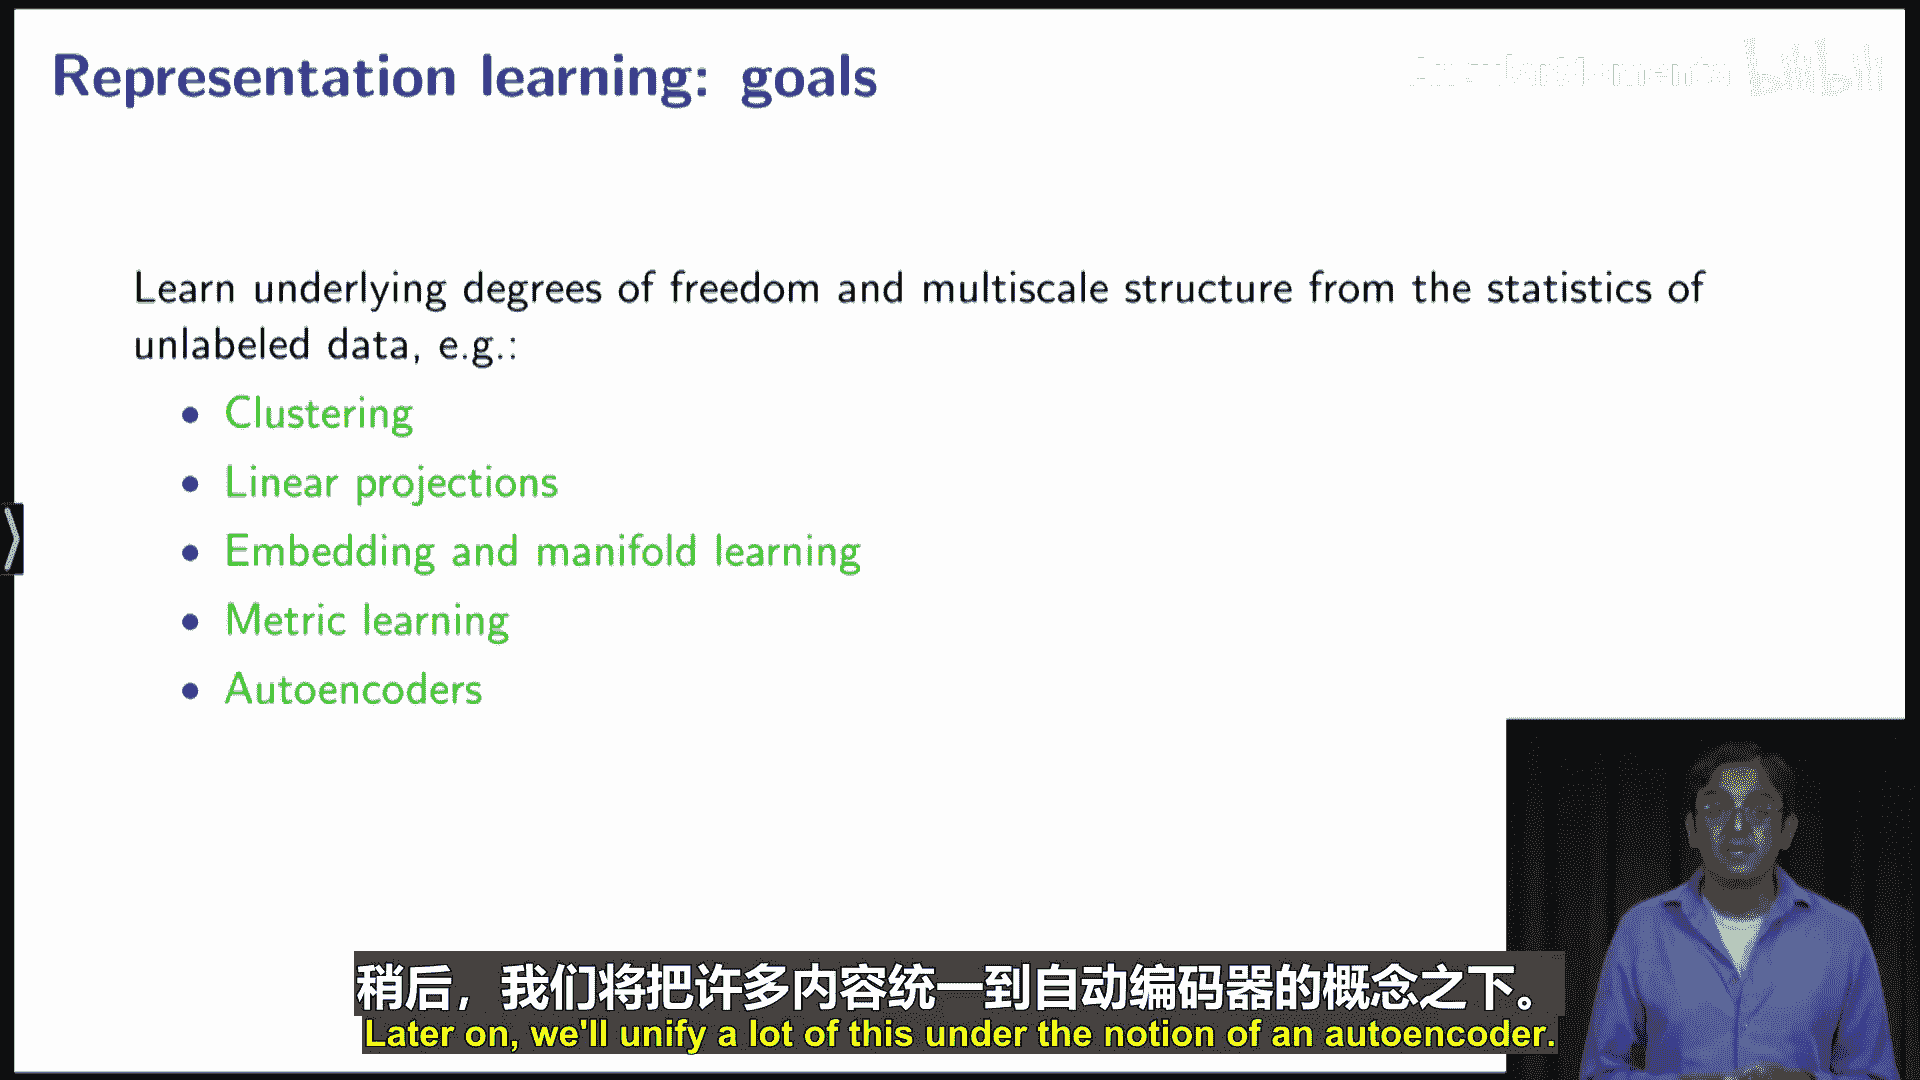 Representation learning: goals
bilibili
Learn underlying degrees of freedom and multiscale structure from the statistics of
unlabeled data, e.g.:
• Clustering
• Linear projections
• Embedding and manifold learning
• Metric learning
• Autoencoders
稍后，我们将把许多内容统一到自动编码器的概念之下。
Later on, we'll unify a lot of this under the notion of an autoencoder.